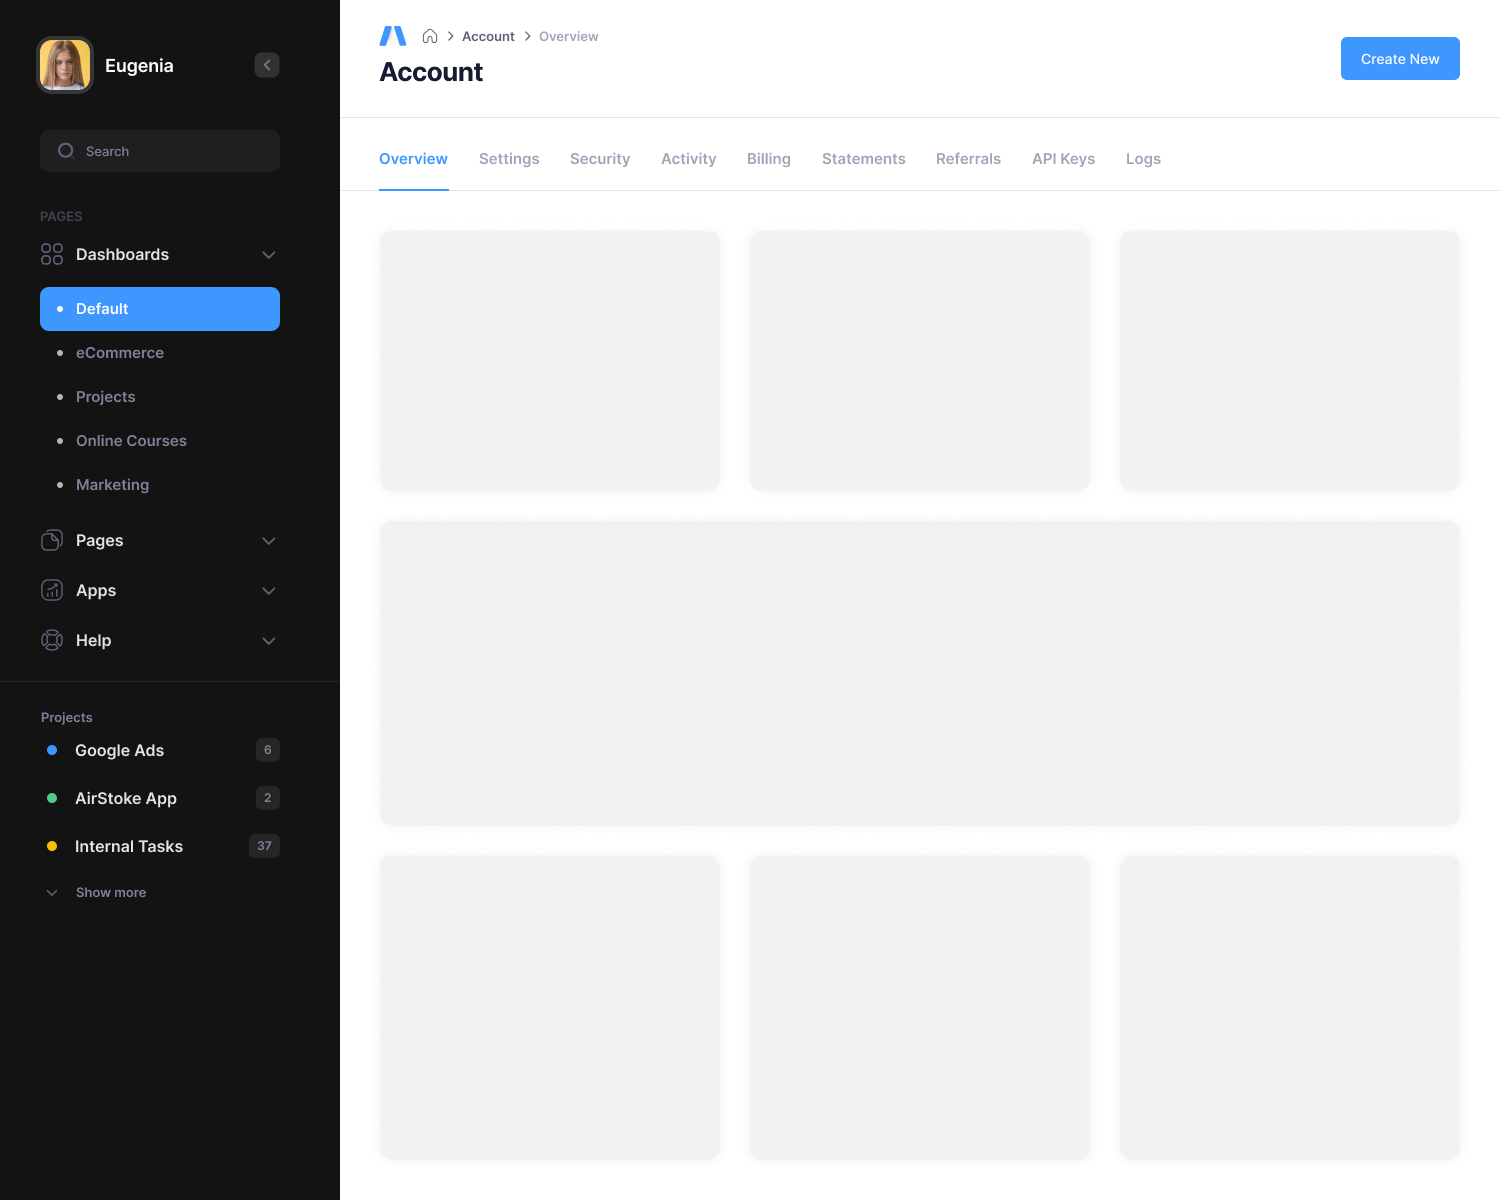 Eugenia
Search
PAGES
Dashboards
Default
eCommerce
Projects
Online Courses
Marketing
Pages
Apps
Help
Projects
Google Ads 6
AirStoke App 2
Internal Tasks 37
Show more
Account Overview
Account
Create New
Overview Settings Security Activity Billing Statements Referrals API Keys Logs